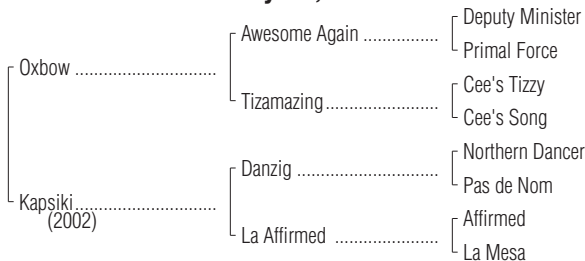 Deputy Minister
Awesome Again ................
Primal Force
Oxbow ..............................
Cee's Tizzy
Tizamazing........................
Cee's Song
Northern Dancer
Danzig ..............................
Pas de Nom
Kapsiki........................
(2002)
Affirmed
La Affirmed ......................
La Mesa